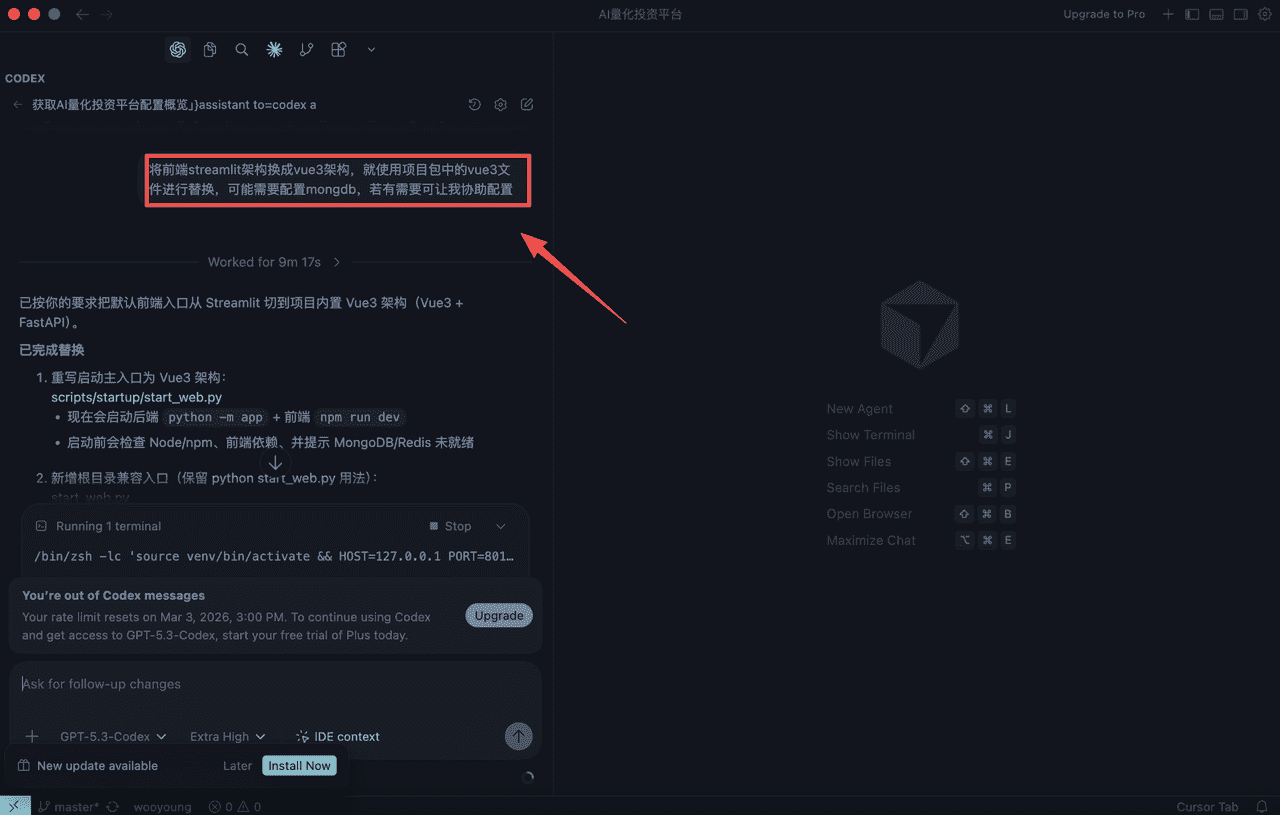 AI量化投资平台
Upgrade to Pro
CODEX
获取AI量化投资平台配置概览」}assistant to=codex a
将前端streamlit架构换成vue3架构，就使用项目包中的vue3文
件进行替换，可能需要配置mongdb，若有需要可让我协助配置
Worked for 9m 17s
已按你的要求把默认前端入口从 Streamlit 切到项目内置 Vue3 架构（Vue3 +
FastAPI）。
已完成替换
1. 重写启动主入口为 Vue3 架构：
scripts/startup/start_web.py
• 现在会启动后端 python -m app + 前端 npm run dev
• 启动前会检查 Node/npm、前端依赖、并提示 MongoDB/Redis 未就绪
2. 新增根目录兼容入口（保留 python start_web.py 用法）：
start_web.py
Running 1 terminal
Stop
/bin/zsh -lc 'source venv/bin/activate && HOST=127.0.0.1 PORT=801…
You're out of Codex messages
Your rate limit resets on Mar 3, 2026, 3:00 PM. To continue using Codex
and get access to GPT-5.3-Codex, start your free trial of Plus today.
Upgrade
Ask for follow-up changes
GPT-5.3-Codex
Extra High
IDE context
New update available
Later
Install Now
master*
wooyoung
0
0
New Agent ⇧ ⌘ L
Show Terminal ⌘ J
Show Files ⇧ ⌘ E
Search Files ⌘ P
Open Browser ⇧ ⌘ B
Maximize Chat ⌥ ⌘ E
Cursor Tab